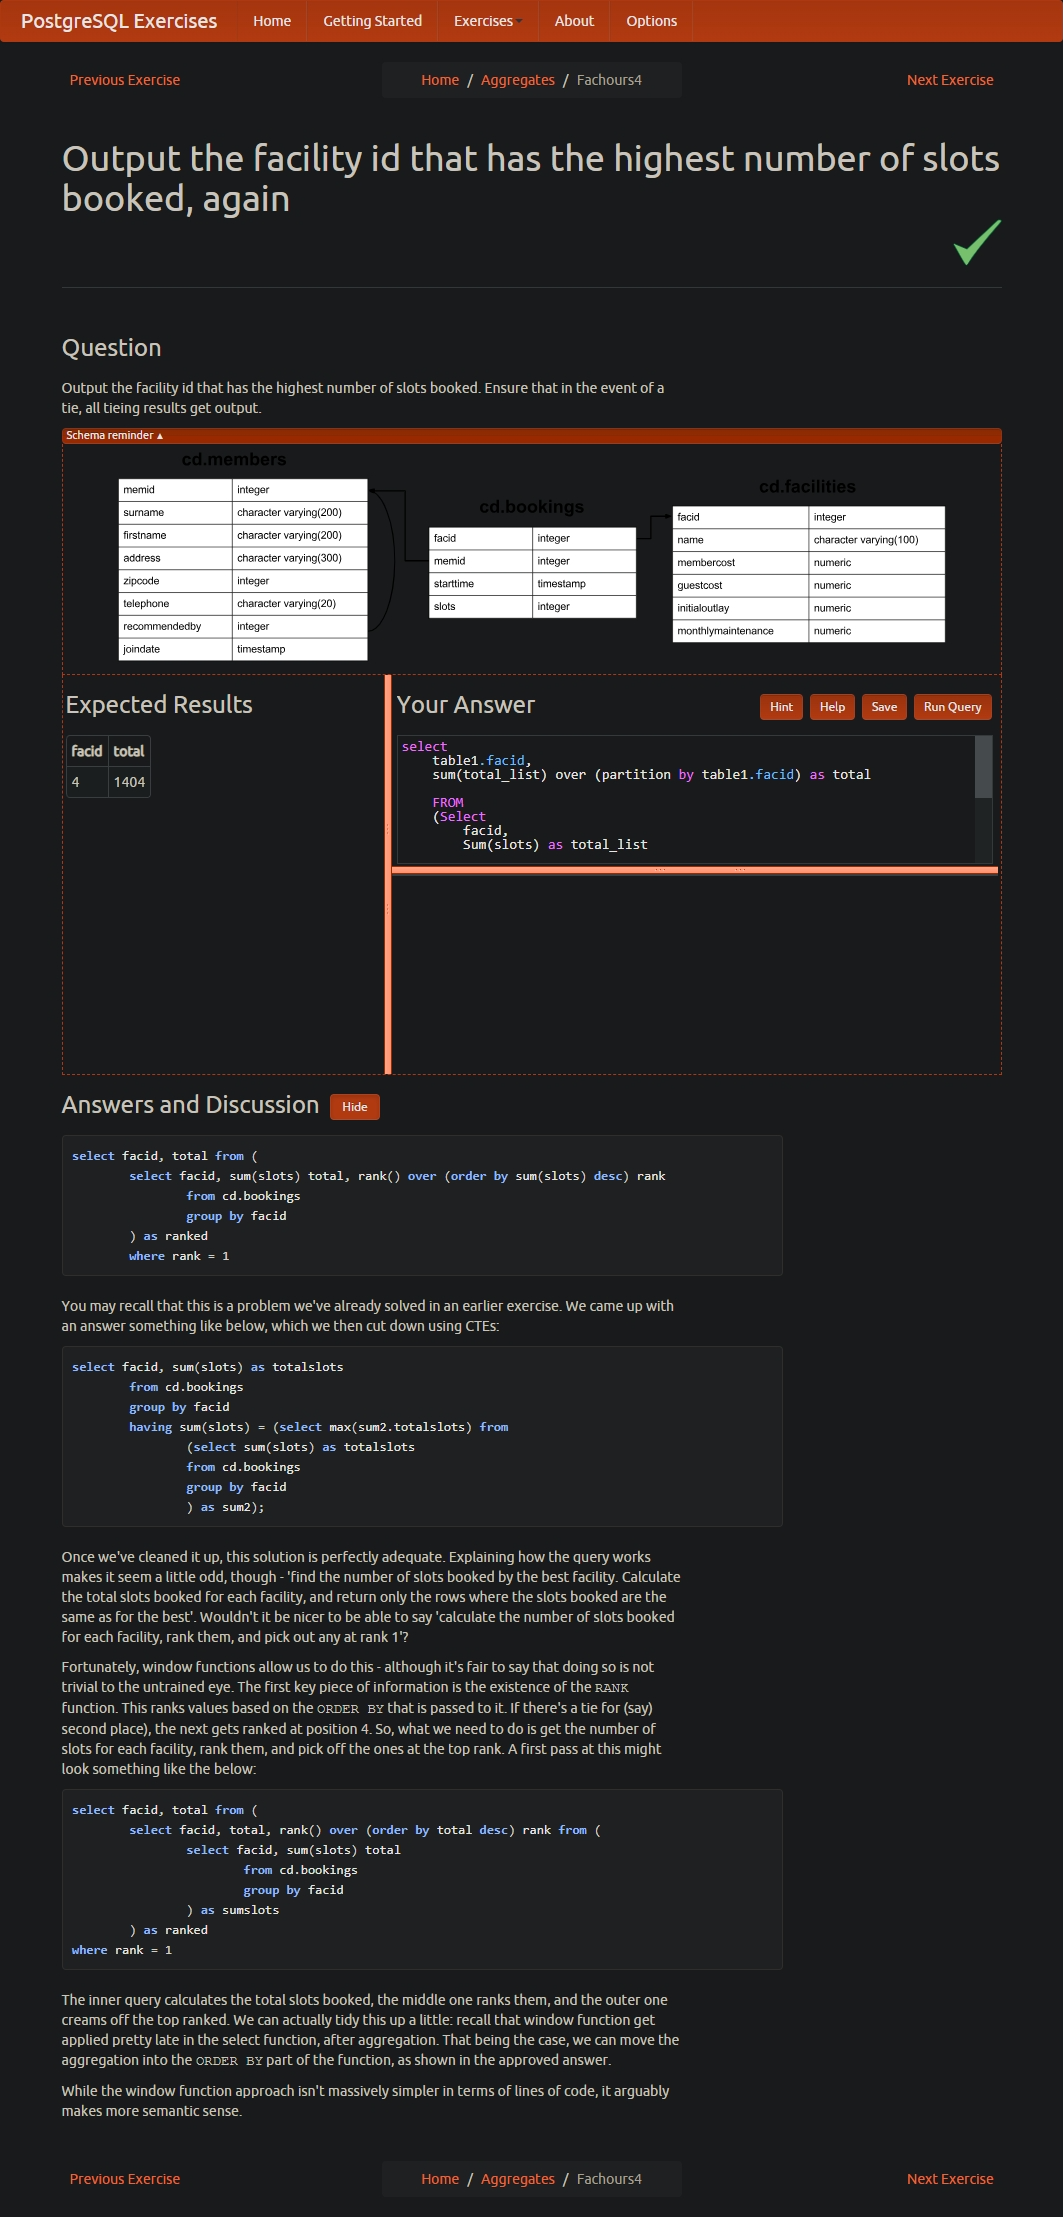 PostgreSQL Exercises Home Getting Started Exercises About Options
Previous Exercise Home / Aggregates / Fachours4 Next Exercise
Output the facility id that has the highest number of slots
booked, again
Question
Output the facility id that has the highest number of slots booked. Ensure that in the event of a
tie, all tieing results get output.
Schema reminder ▲
cd.members
memid integer
surname character varying(200)
firstname character varying(200)
address character varying(300)
zipcode integer
telephone character varying(20)
recommendedby integer
joindate timestamp
cd.bookings
facid integer
memid integer
starttime timestamp
slots integer
cd.facilities
facid integer
name character varying(100)
membercost numeric
guestcost numeric
initialoutlay numeric
monthlymaintenance numeric
Expected Results
facid total
4 1404
Your Answer Hint Help Save Run Query
select
table1.facid,
sum(total_list) over (partition by table1.facid) as total
FROM
(Select
facid,
Sum(slots) as total_list
Answers and Discussion Hide
select facid, total from (
select facid, sum(slots) total, rank() over (order by sum(slots) desc) rank
from cd.bookings
group by facid
) as ranked
where rank = 1
You may recall that this is a problem we've already solved in an earlier exercise. We came up with
an answer something like below, which we then cut down using CTEs:
select facid, sum(slots) as totalslots
from cd.bookings
group by facid
having sum(slots) = (select max(sum2.totalslots) from
(select sum(slots) as totalslots
from cd.bookings
group by facid
) as sum2);
Once we've cleaned it up, this solution is perfectly adequate. Explaining how the query works
makes it seem a little odd, though - 'find the number of slots booked by the best facility. Calculate
the total slots booked for each facility, and return only the rows where the slots booked are the
same as for the best'. Wouldn't it be nicer to be able to say 'calculate the number of slots booked
for each facility, rank them, and pick out any at rank 1'?
Fortunately, window functions allow us to do this - although it's fair to say that doing so is not
trivial to the untrained eye. The first key piece of information is the existence of the RANK
function. This ranks values based on the ORDER BY that is passed to it. If there's a tie for (say)
second place), the next gets ranked at position 4. So, what we need to do is get the number of
slots for each facility, rank them, and pick off the ones at the top rank. A first pass at this might
look something like the below:
select facid, total from (
select facid, total, rank() over (order by total desc) rank from (
select facid, sum(slots) total
from cd.bookings
group by facid
) as sumslots
) as ranked
where rank = 1
The inner query calculates the total slots booked, the middle one ranks them, and the outer one
creams off the top ranked. We can actually tidy this up a little: recall that window function get
applied pretty late in the select function, after aggregation. That being the case, we can move the
aggregation into the ORDER BY part of the function, as shown in the approved answer.
While the window function approach isn't massively simpler in terms of lines of code, it arguably
makes more semantic sense.
Previous Exercise Home / Aggregates / Fachours4 Next Exercise